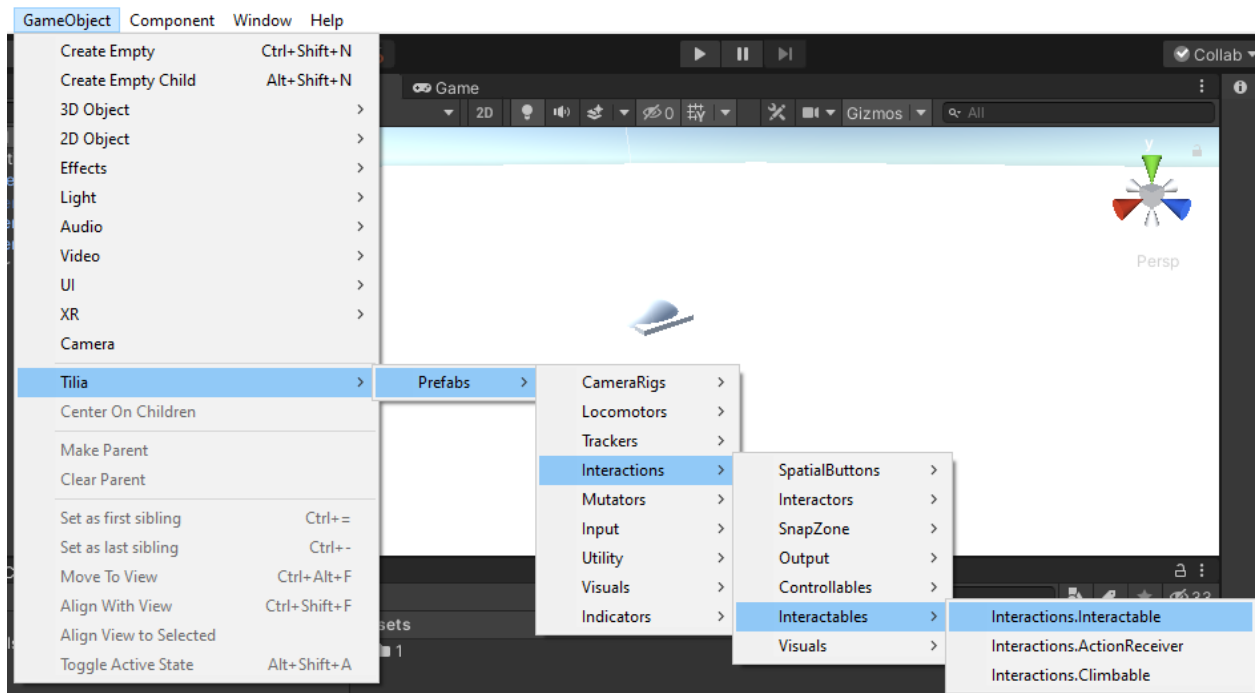 GameObject Component Window Help
Create Empty Ctrl+Shift+N
Create Empty Child Alt+Shift+N
3D Object
2D Object
Effects
Light
Audio
Video
UI
XR
Camera
Tilia
Center On Children
Make Parent
Clear Parent
Set as first sibling Ctrl+=
Set as last sibling Ctrl+-
Move To View Ctrl+Alt+F
Align With View Ctrl+Shift+F
Align View to Selected
Toggle Active State Alt+Shift+A
Prefabs
CameraRigs
Locomotors
Trackers
Interactions
Mutators
Input
Utility
Visuals
Indicators
SpatialButtons
Interactors
SnapZone
Output
Controllables
Interactables
Visuals
Interactions.Interactable
Interactions.ActionReceiver
Interactions.Climbable
Collab
Game
2D 0 Gizmos All
y
Persp
1